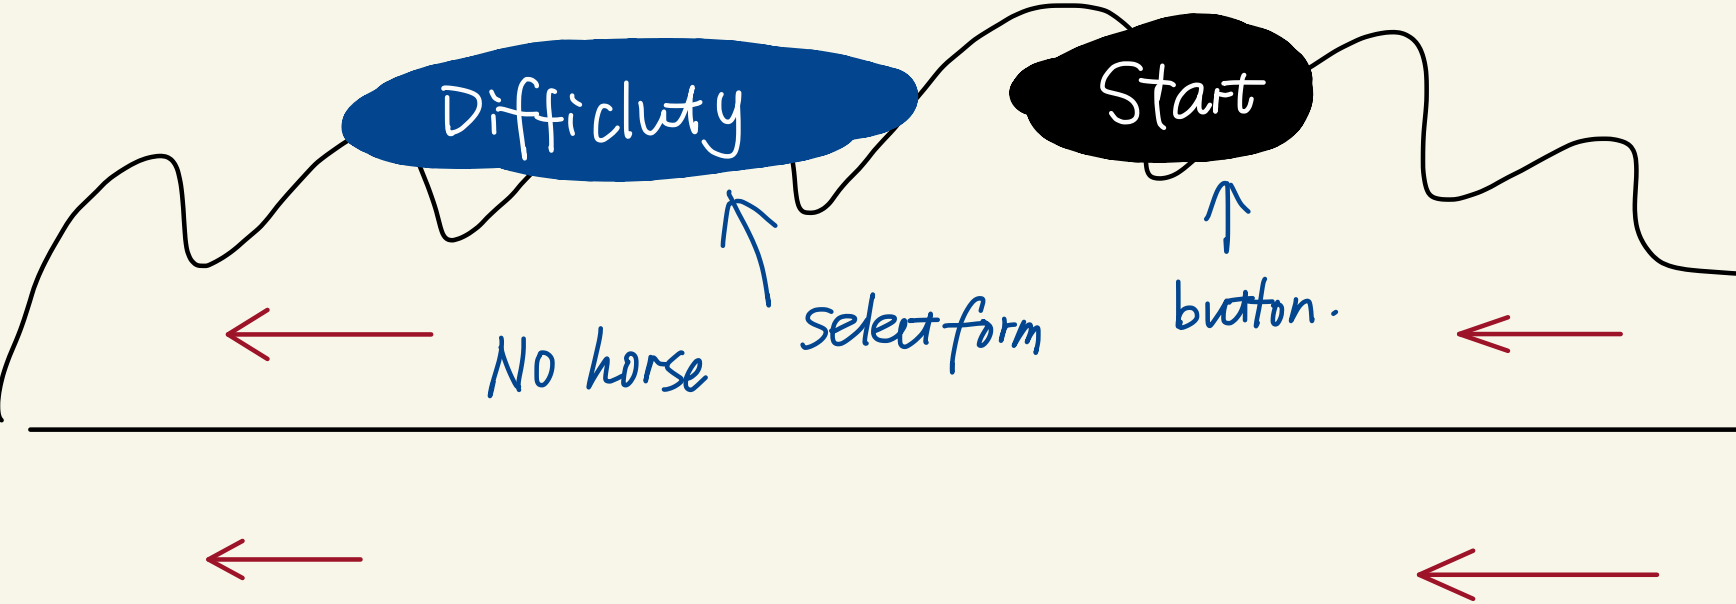 Difficluty
Start
select form
button.
No horse